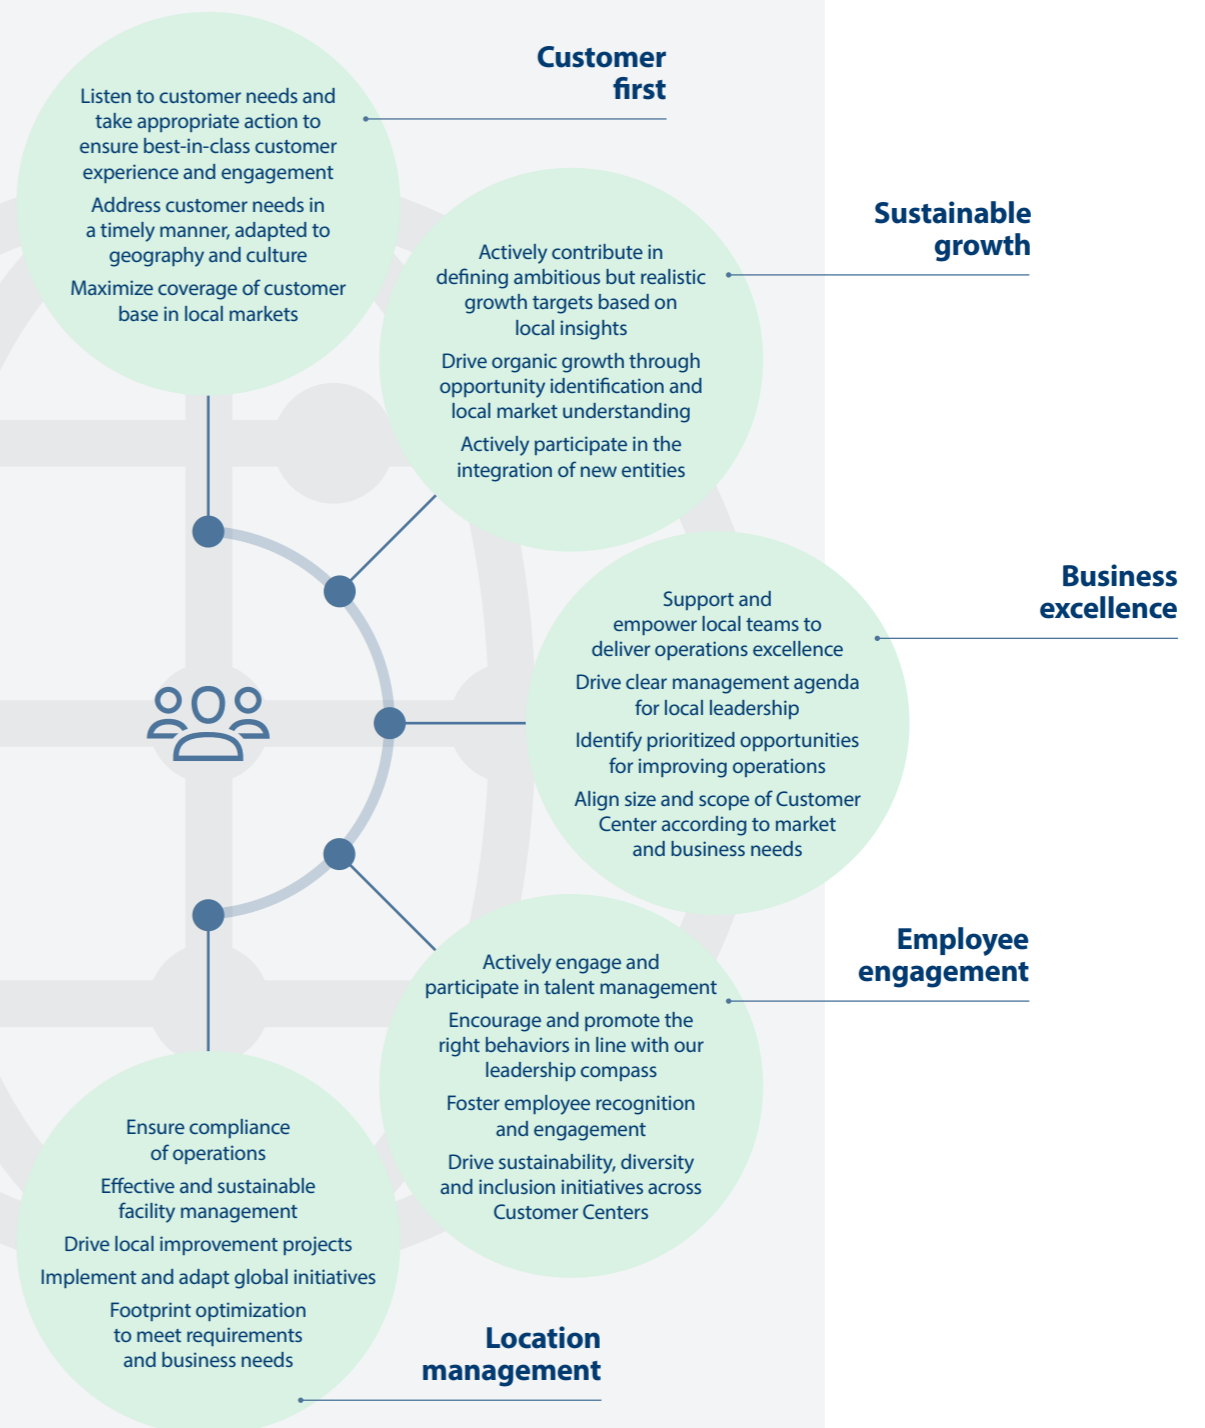 Customer
first
Listen to customer needs and
take appropriate action to
ensure best-in-class customer
experience and engagement
Address customer needs in
a timely manner, adapted to
geography and culture
Maximize coverage of customer
base in local markets
Sustainable
growth
Actively contribute in
defining ambitious but realistic
growth targets based on
local insights
Drive organic growth through
opportunity identification and
local market understanding
Actively participate in the
integration of new entities
Business
excellence
Support and
empower local teams to
deliver operations excellence
Drive clear management agenda
for local leadership
Identify prioritized opportunities
for improving operations
Align size and scope of Customer
Center according to market
and business needs
Employee
engagement
Actively engage and
participate in talent management
Encourage and promote the
right behaviors in line with our
leadership compass
Foster employee recognition
and engagement
Drive sustainability, diversity
and inclusion initiatives across
Customer Centers
Ensure compliance
of operations
Effective and sustainable
facility management
Drive local improvement projects
Implement and adapt global initiatives
Footprint optimization
to meet requirements
and business needs
Location
management